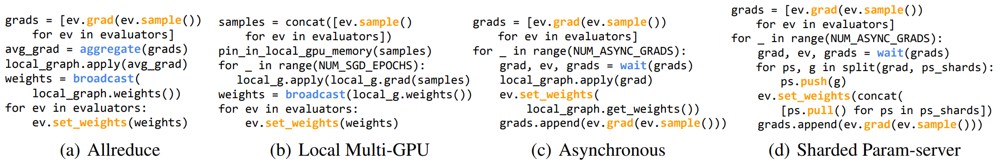 grads = [ev.grad(ev.sample())
    for ev in evaluators]
avg_grad = aggregate(grads)
local_graph.apply(avg_grad)
weights = broadcast(
    local_graph.weights())
for ev in evaluators:
    ev.set_weights(weights)
(a) Allreduce
samples = concat([ev.sample()
    for ev in evaluators])
pin_in_local_gpu_memory(samples)
for _ in range(NUM_SGD_EPOCHS):
   local_g.apply(local_g.grad(samples)
weights = broadcast(local_g.weights())
for ev in evaluators:
    ev.set_weights(weights)
(b) Local Multi-GPU
grads = [ev.grad(ev.sample())
    for ev in evaluators]
for _ in range(NUM_ASYNC_GRADS):
    grad, ev, grads = wait(grads)
    local_graph.apply(grad)
    ev.set_weights(
        local_graph.get_weights())
    grads.append(ev.grad(ev.sample()))
(c) Asynchronous
grads = [ev.grad(ev.sample())
    for ev in evaluators]
for _ in range(NUM_ASYNC_GRADS):
    grad, ev, grads = wait(grads)
    for ps, g in split(grad, ps_shards):
        ps.push(g)
    ev.set_weights(concat(
        [ps.pull() for ps in ps_shards])
    grads.append(ev.grad(ev.sample()))
(d) Sharded Param-server